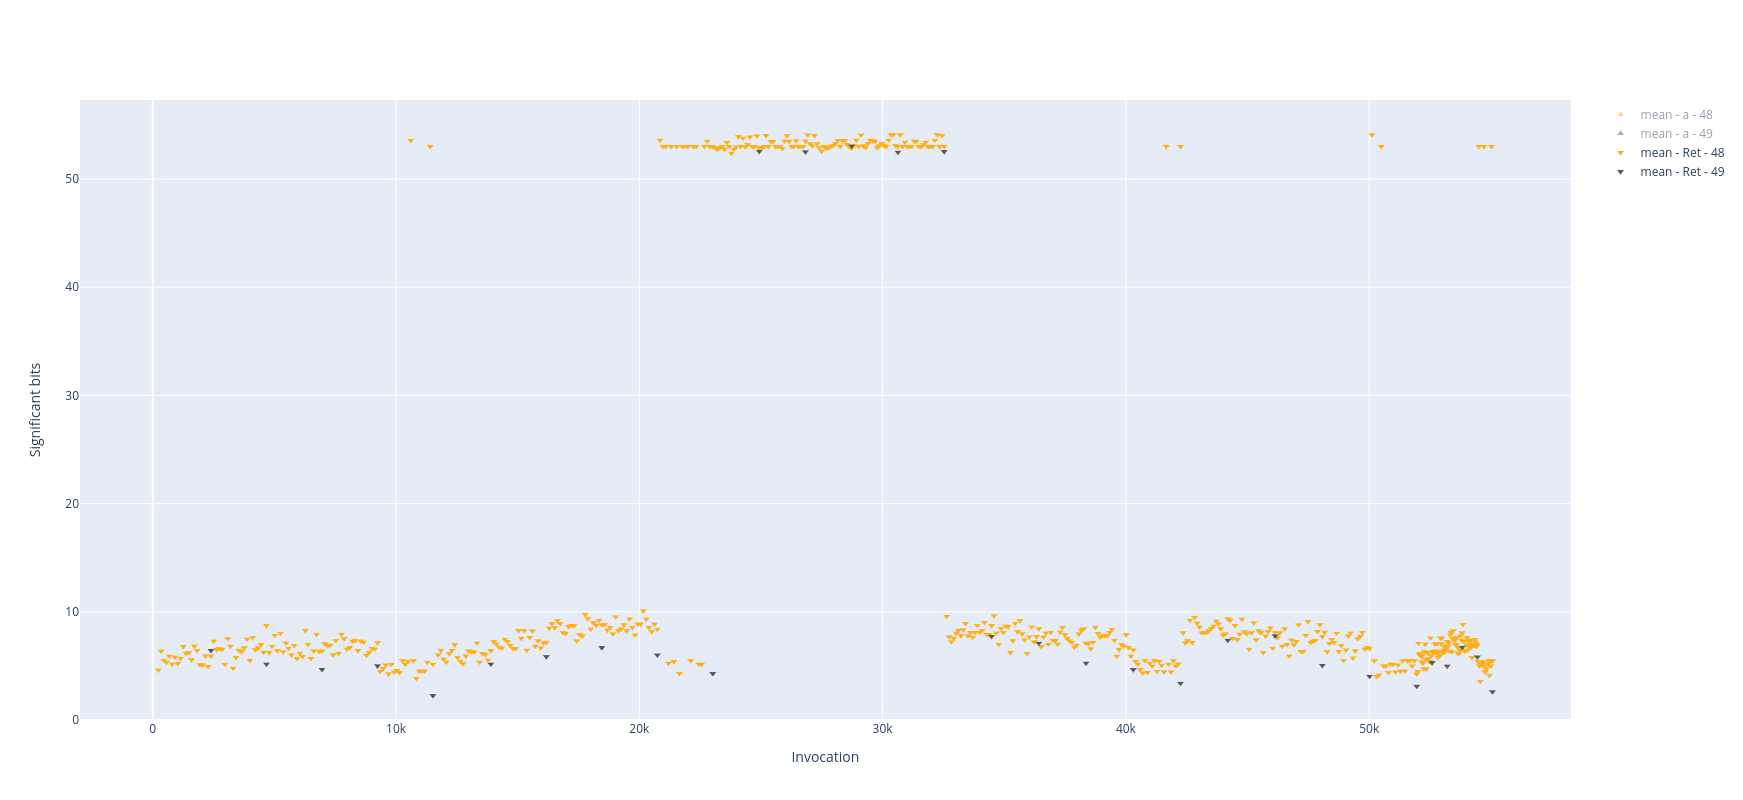 mean - a - 48
mean - a - 49
mean - Ret - 48
mean - Ret - 49
50
40
30
20
10
0
Significant bits
0 10k 20k 30k 40k 50k
Invocation